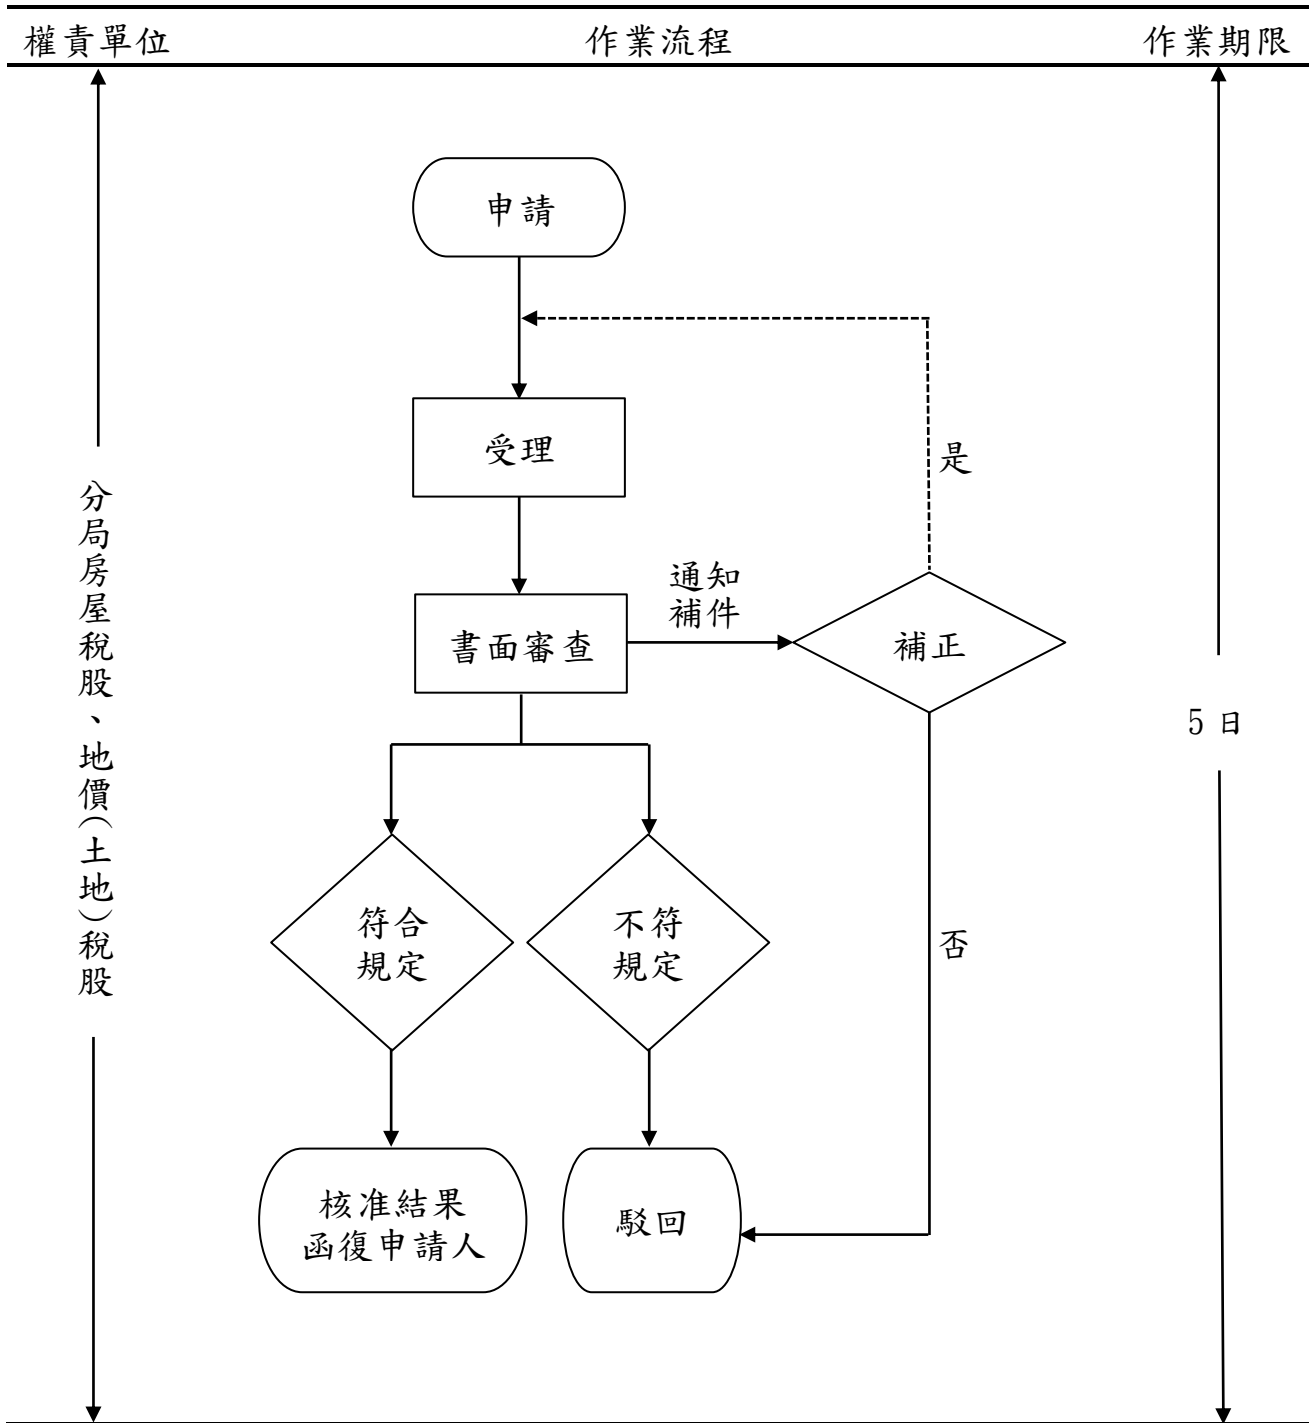 權責單位
作業流程
作業期限
申請
受理
是
分局房屋稅股、地價(土地)稅股
通知
補件
書面審查
補正
5 日
符合
規定
不符
規定
否
核准結果
函復申請人
駁回